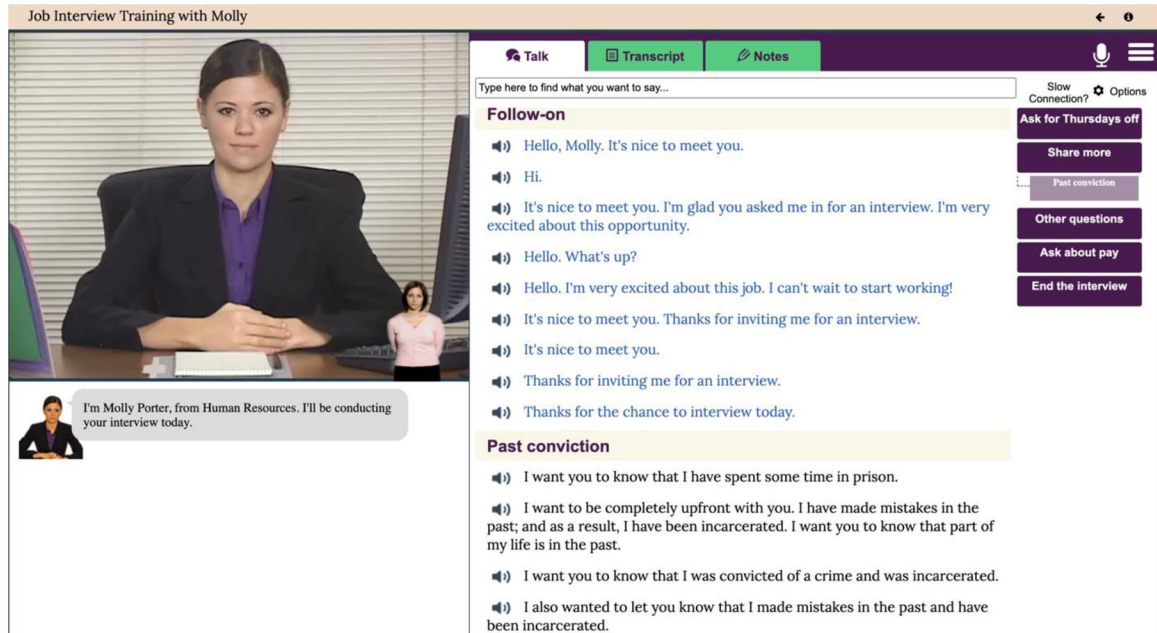 Job Interview Training with Molly
Talk
Transcript
Notes
Type here to find what you want to say...
Slow
Connection?
Options
Follow-on
Hello, Molly. It's nice to meet you.
Hi.
It's nice to meet you. I'm glad you asked me in for an interview. I'm very
excited about this opportunity.
Hello. What's up?
Hello. I'm very excited about this job. I can't wait to start working!
It's nice to meet you. Thanks for inviting me for an interview.
It's nice to meet you.
Thanks for inviting me for an interview.
Thanks for the chance to interview today.
Past conviction
I want you to know that I have spent some time in prison.
I want to be completely upfront with you. I have made mistakes in the
past; and as a result, I have been incarcerated. I want you to know that part of
my life is in the past.
I want you to know that I was convicted of a crime and was incarcerated.
I also wanted to let you know that I made mistakes in the past and have
been incarcerated.
Ask for Thursdays off
Share more
Past conviction
Other questions
Ask about pay
End the interview
I'm Molly Porter, from Human Resources. I'll be conducting
your interview today.